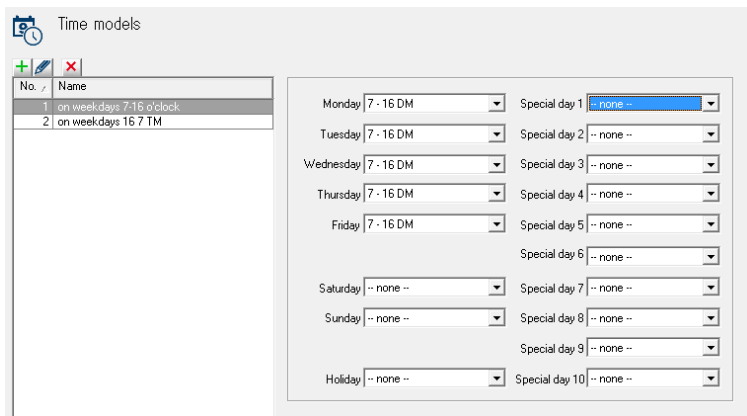 Time models
No. Name
1 on weekdays 7-16 o'clock
2 on weekdays 16 7 TM
Monday 7 - 16 DM Special day 1 -- none --
Tuesday 7 - 16 DM Special day 2 -- none --
Wednesday 7 - 16 DM Special day 3 -- none --
Thursday 7 - 16 DM Special day 4 -- none --
Friday 7 - 16 DM Special day 5 -- none --
Special day 6 -- none --
Saturday -- none -- Special day 7 -- none --
Sunday -- none -- Special day 8 -- none --
Special day 9 -- none --
Holiday -- none -- Special day 10 -- none --